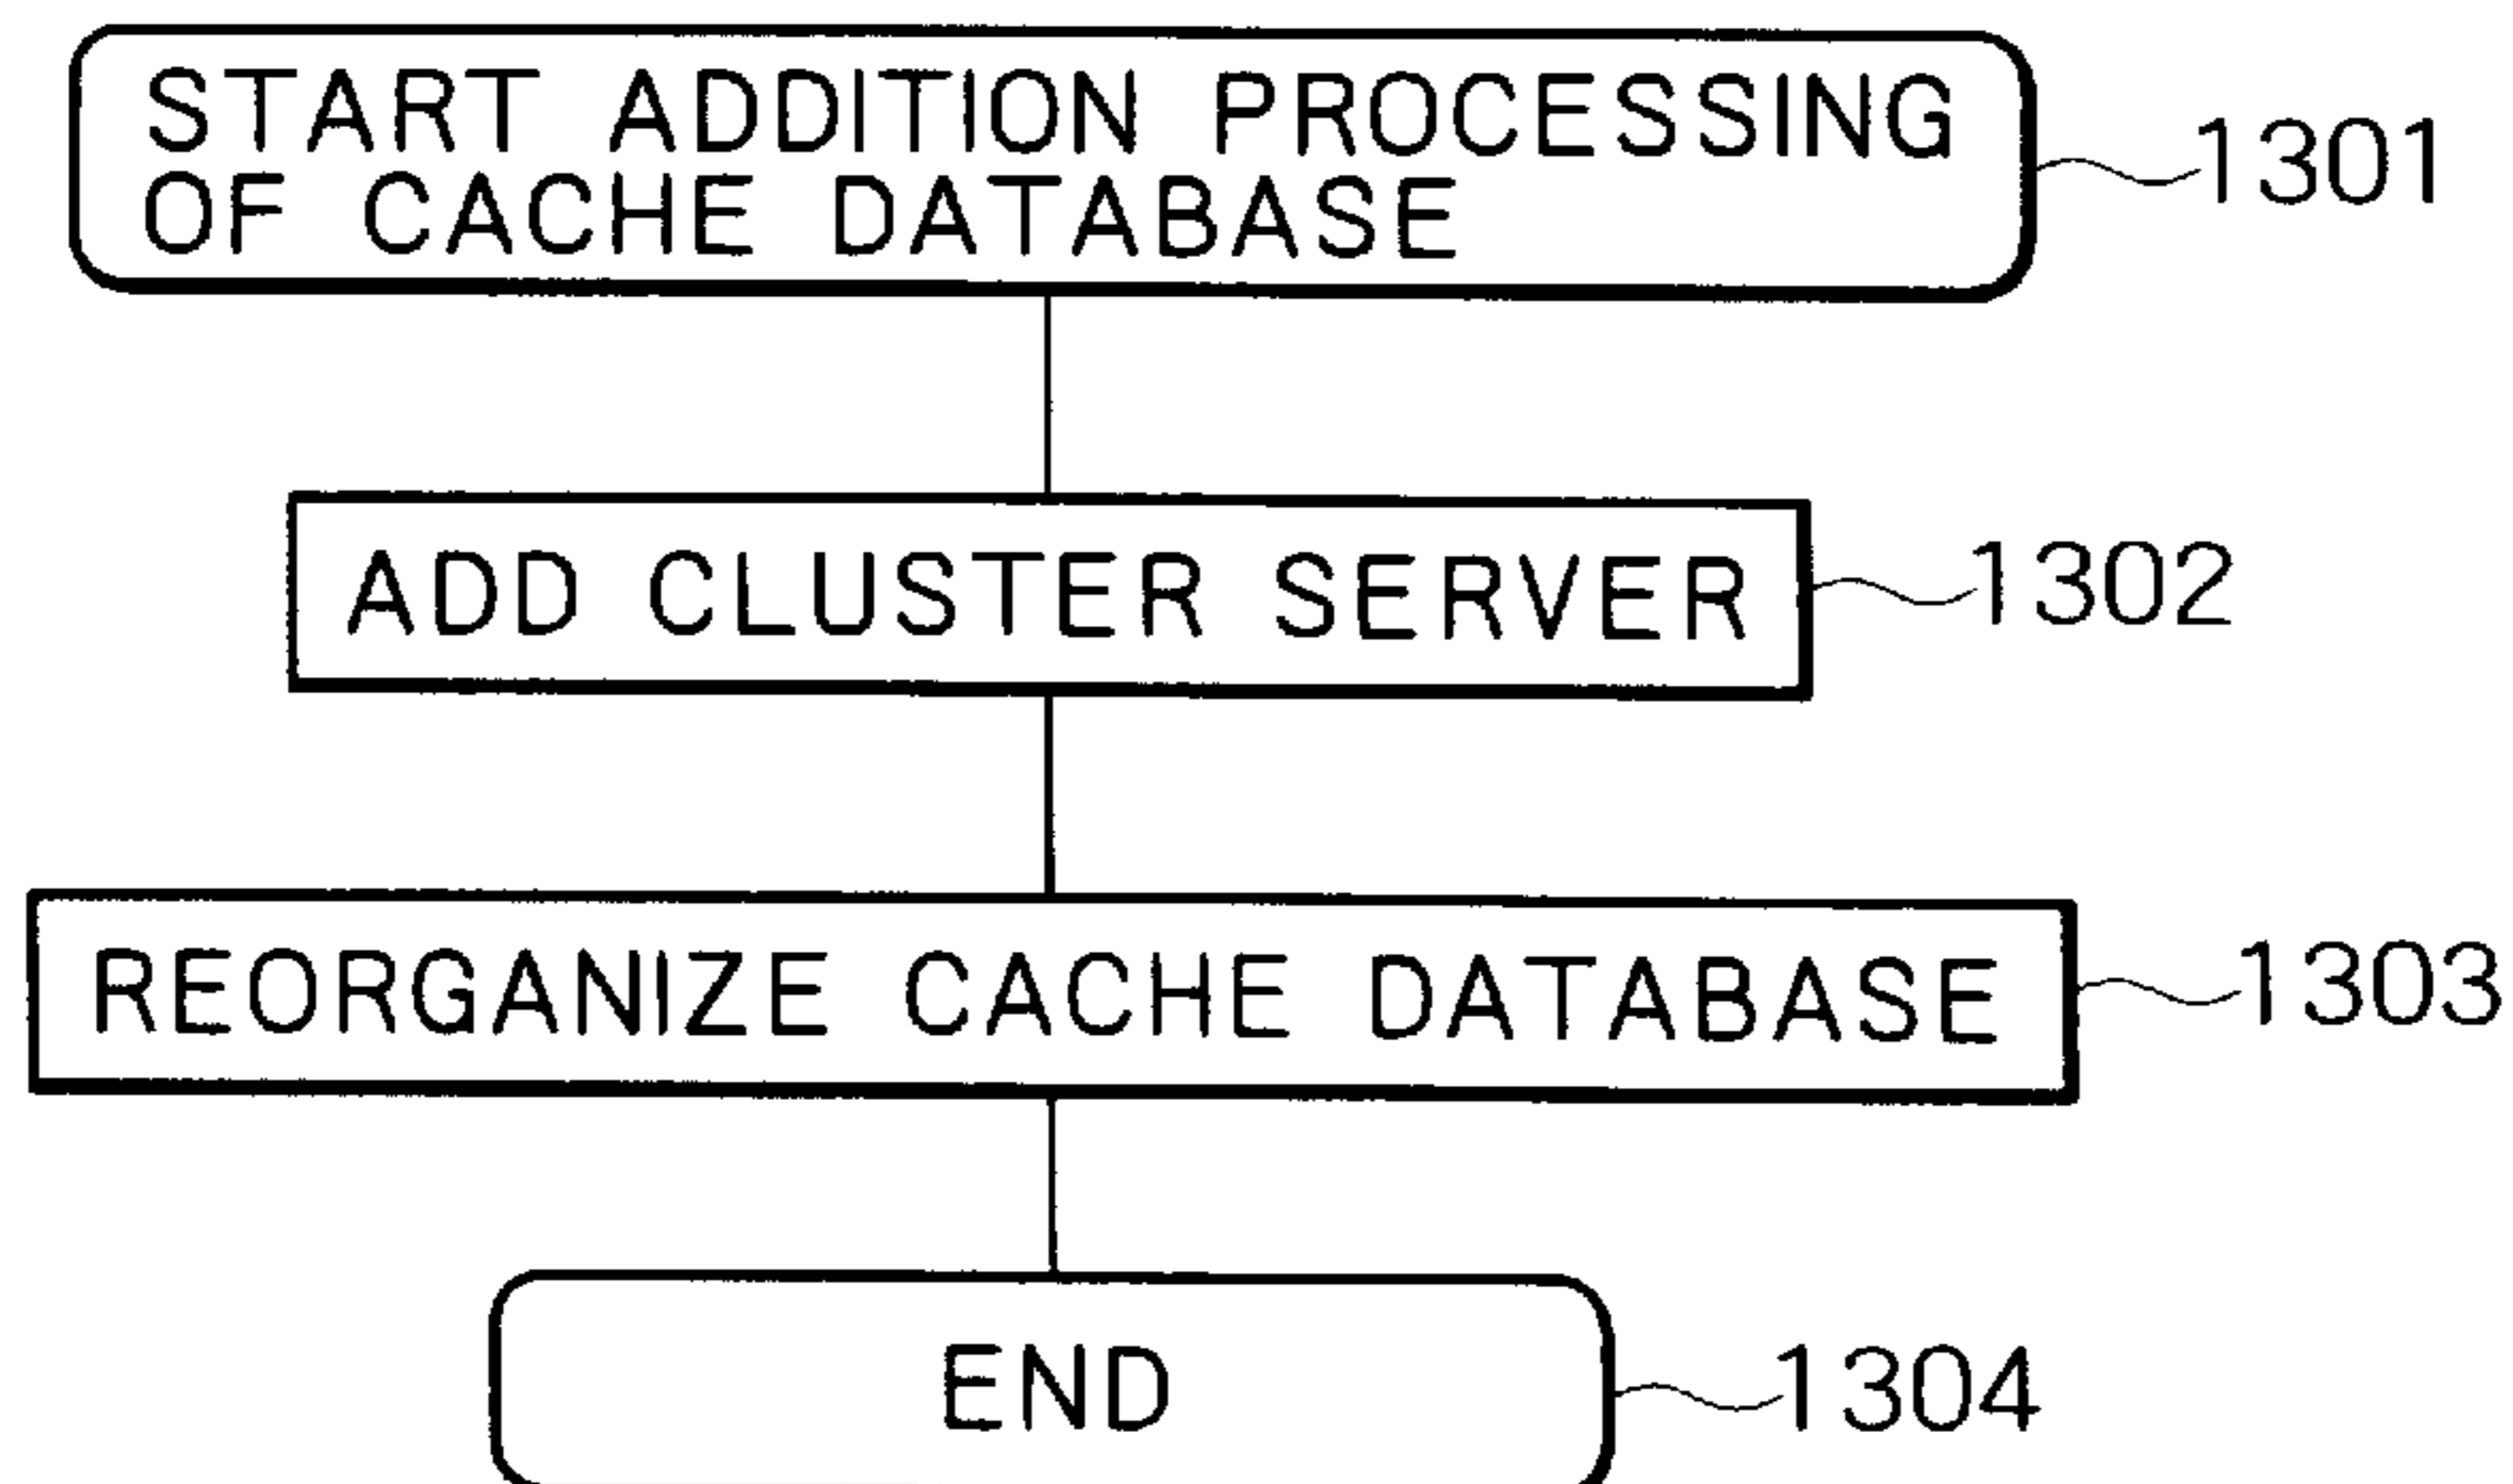 START ADDITION PROCESSING
OF CACHE DATABASE
1301
ADD CLUSTER SERVER
1302
REORGANIZE CACHE DATABASE
1303
END
1304